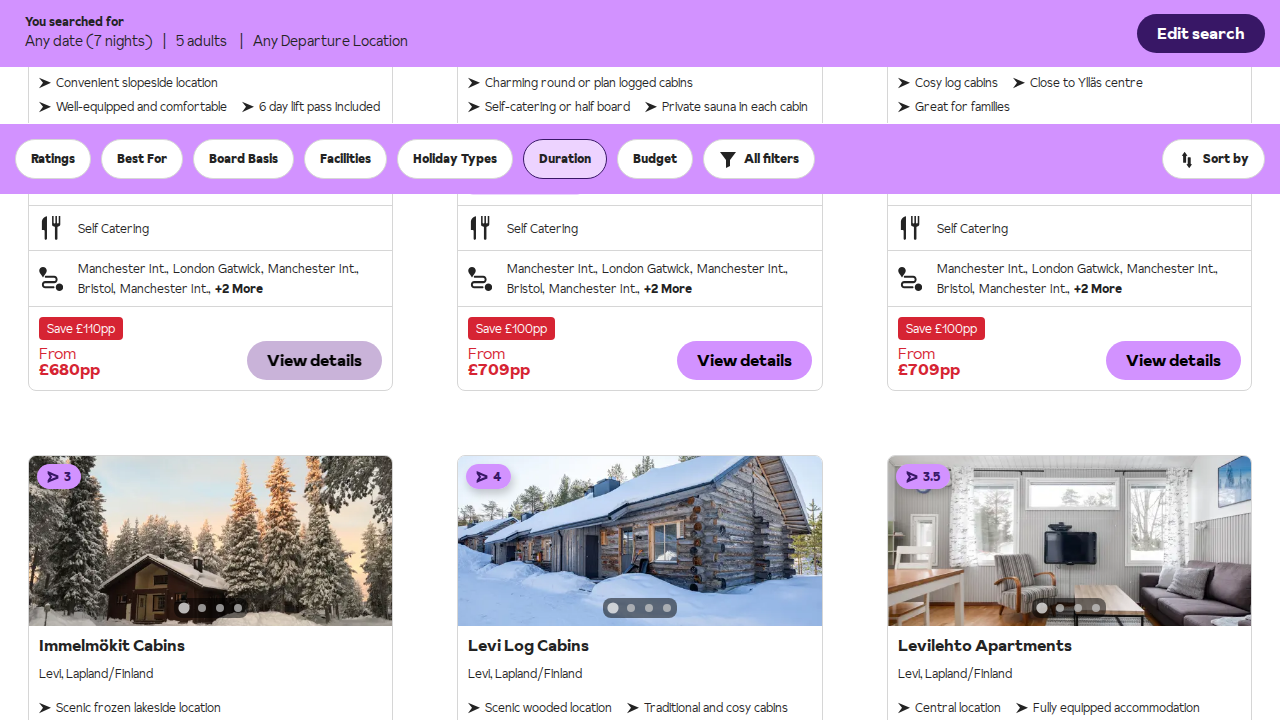 You searched for
Any date (7 nights) | 5 adults | Any Departure Location
Edit search
Convenient slopeside location
Well-equipped and comfortable 6 day lift pass included
Charming round or plan logged cabins
Self-catering or half board Private sauna in each cabin
Cosy log cabins Close to Ylläs centre
Great for families
Ratings Best For Board Basis Facilities Holiday Types Duration Budget All filters Sort by
Self Catering
Manchester Int., London Gatwick, Manchester Int.,
Bristol, Manchester Int., +2 More
Save £110pp
From
£680pp
View details
Self Catering
Manchester Int., London Gatwick, Manchester Int.,
Bristol, Manchester Int., +2 More
Save £100pp
From
£709pp
View details
Self Catering
Manchester Int., London Gatwick, Manchester Int.,
Bristol, Manchester Int., +2 More
Save £100pp
From
£709pp
View details
3
Immelmökit Cabins
Levi, Lapland/Finland
Scenic frozen lakeside location
4
Levi Log Cabins
Levi, Lapland/Finland
Scenic wooded location Traditional and cosy cabins
3.5
Levilehto Apartments
Levi, Lapland/Finland
Central location Fully equipped accommodation